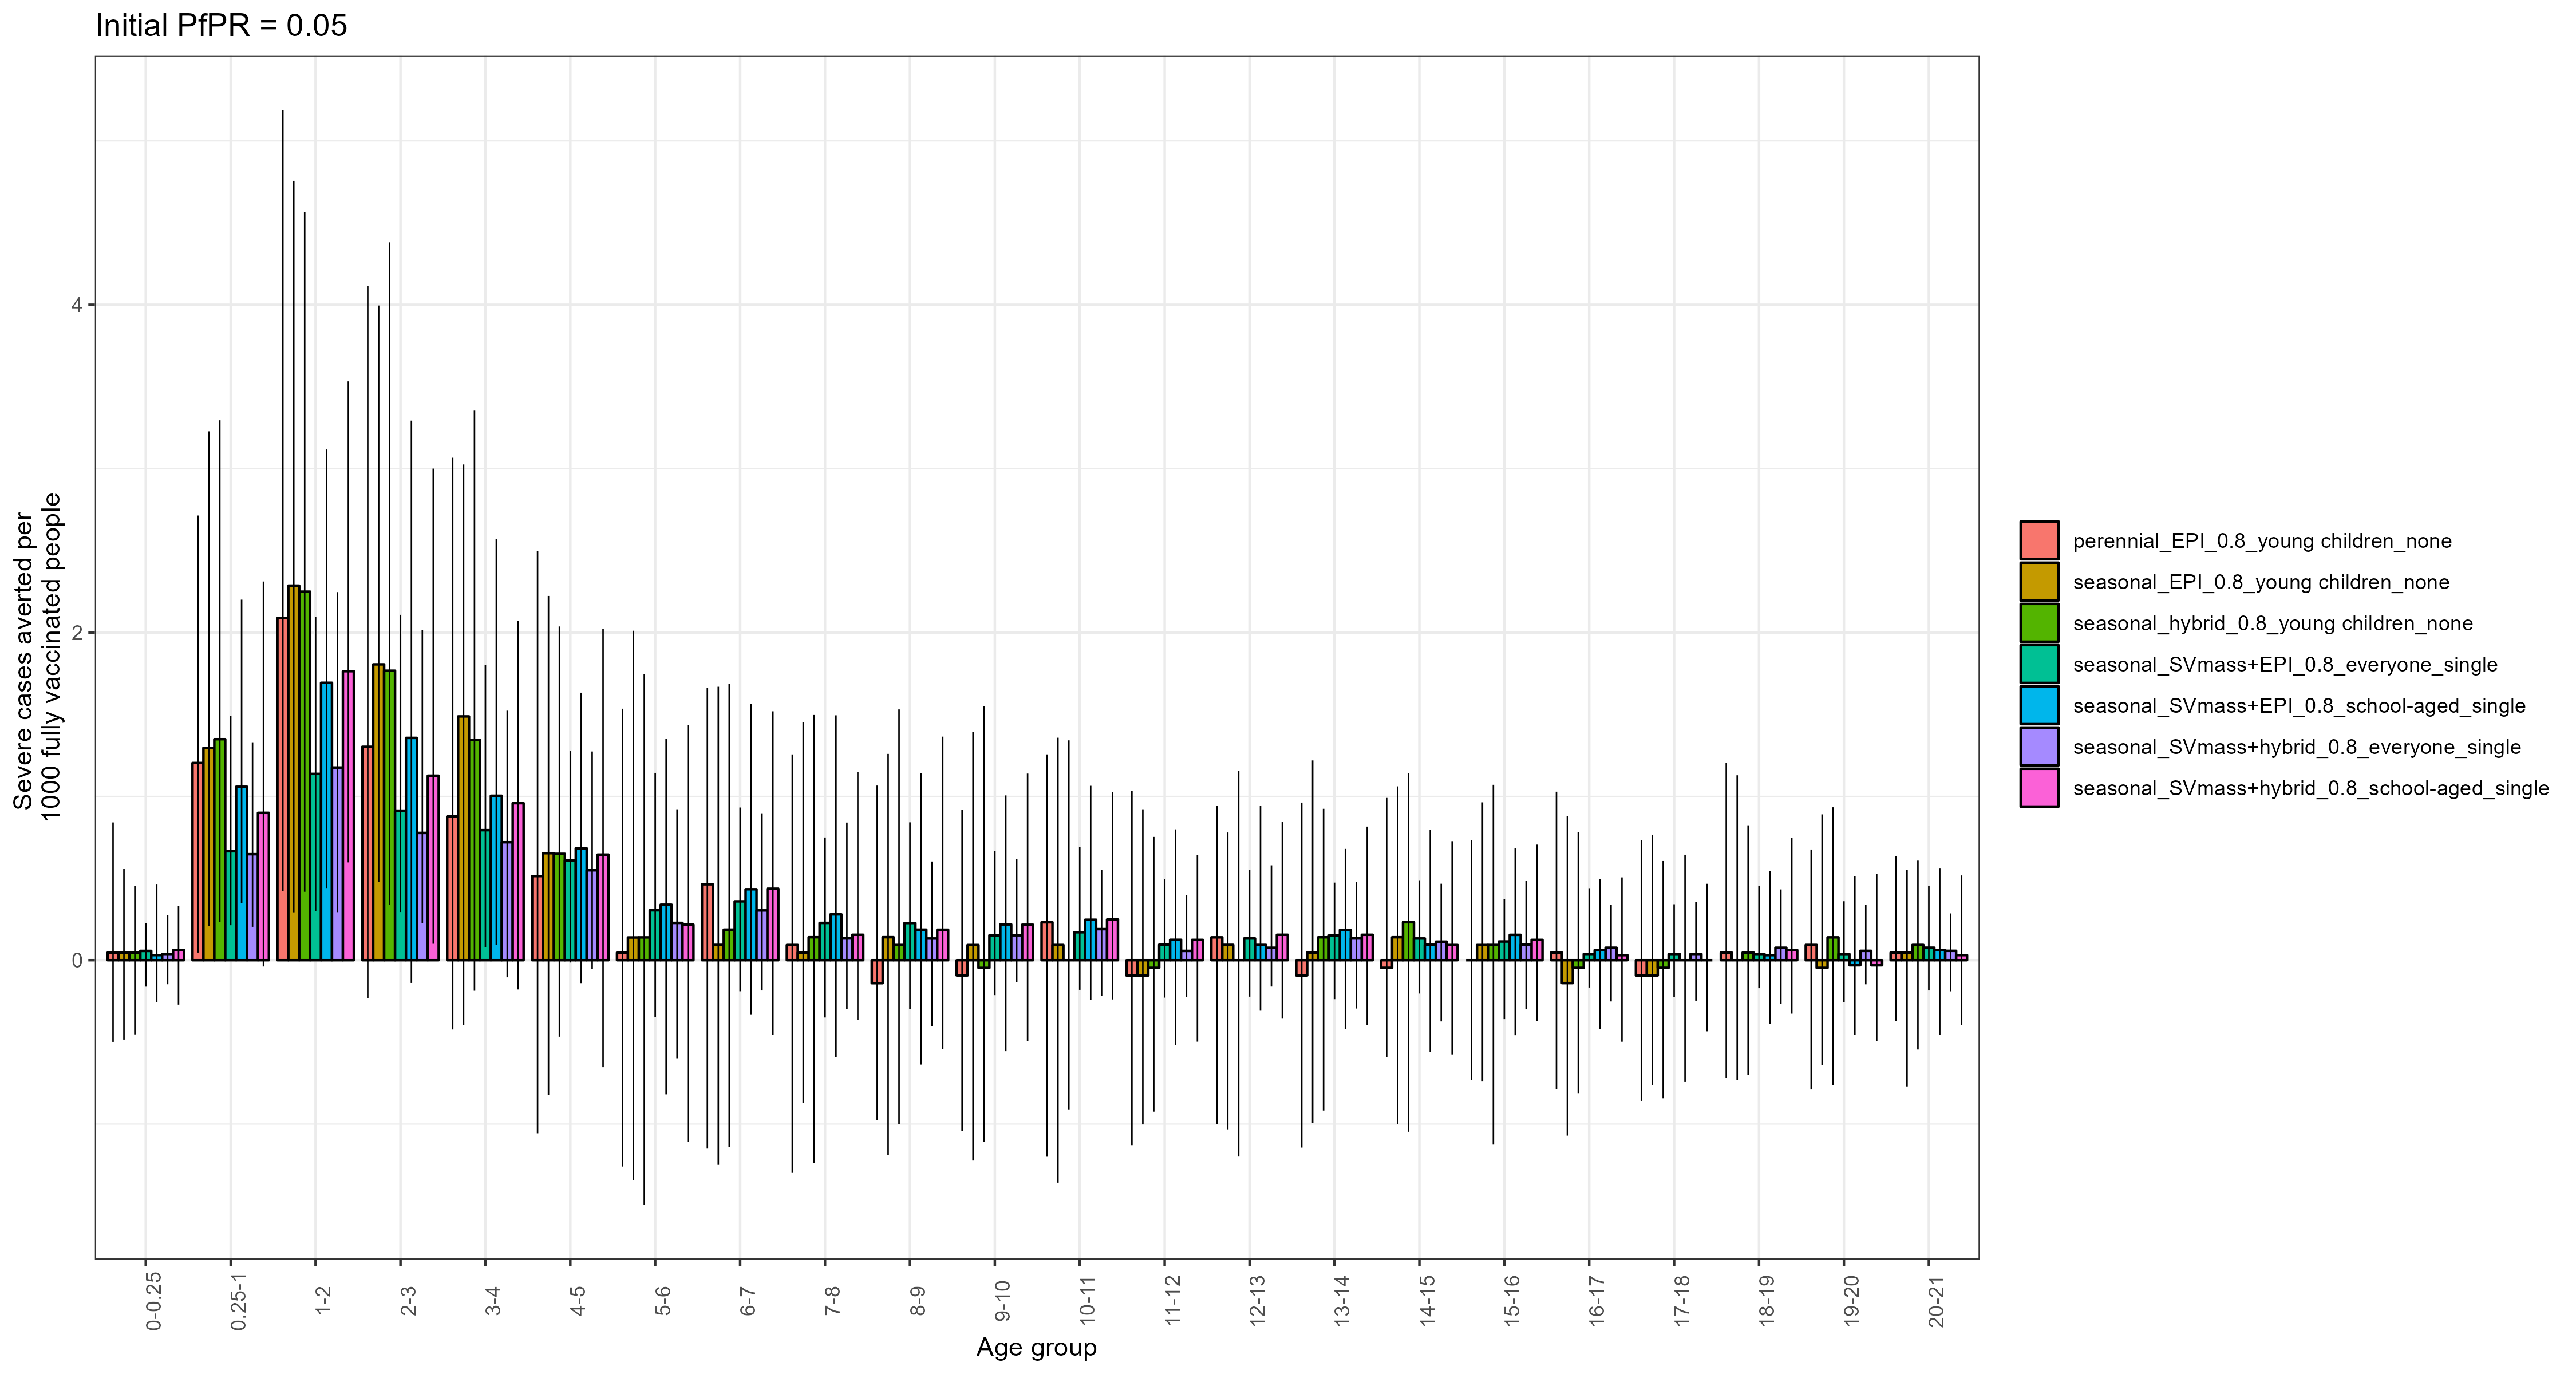 Initial PfPR = 0.05
Severe cases averted per
1000 fully vaccinated people
4
2
0
0-0.25
0.25-1
1-2
2-3
3-4
4-5
5-6
6-7
7-8
8-9
9-10
10-11
11-12
12-13
13-14
14-15
15-16
16-17
17-18
18-19
19-20
20-21
Age group
perennial_EPI_0.8_young children_none
seasonal_EPI_0.8_young children_none
seasonal_hybrid_0.8_young children_none
seasonal_SVmass+EPI_0.8_everyone_single
seasonal_SVmass+EPI_0.8_school-aged_single
seasonal_SVmass+hybrid_0.8_everyone_single
seasonal_SVmass+hybrid_0.8_school-aged_single